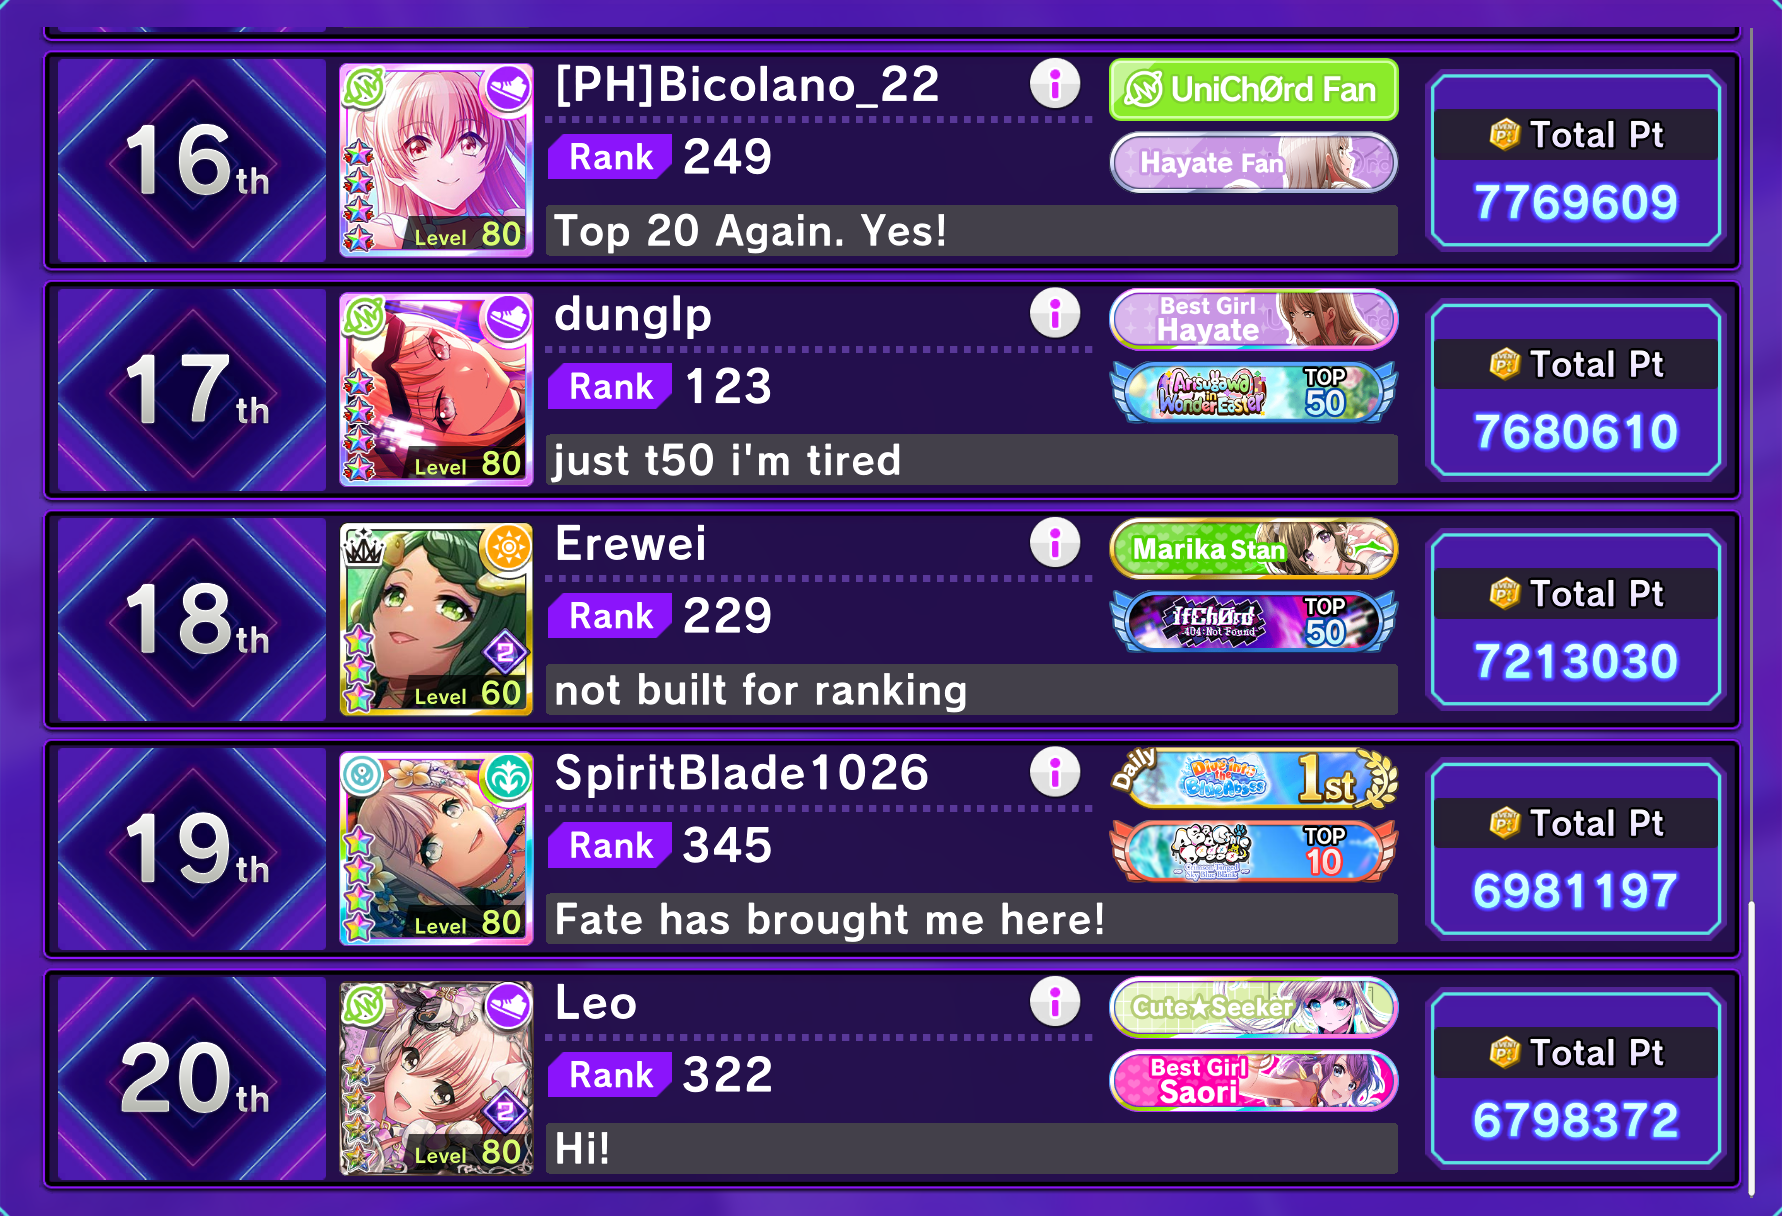 16th
[PH]Bicolano_22
UniChØrd Fan
Rank 249
Hayate Fan
Top 20 Again. Yes!
Level 80
Total Pt
7769609
17th
dunglp
Best Girl
Hayate
Rank 123
Arisugawa
in
WonderEaster
TOP
50
just t50 i'm tired
Level 80
Total Pt
7680610
18th
Erewei
Marika Stan
Rank 229
IfChØrd
404:Not Found
TOP
50
not built for ranking
2
Level 60
Total Pt
7213030
19th
SpiritBlade1026
Daily
Dive into
the
Blue Abyss
1st
Rank 345
TOP
10
Fate has brought me here!
Level 80
Total Pt
6981197
20th
Leo
Cute★Seeker
Rank 322
Best Girl
Saori
Hi!
2
Level 80
Total Pt
6798372